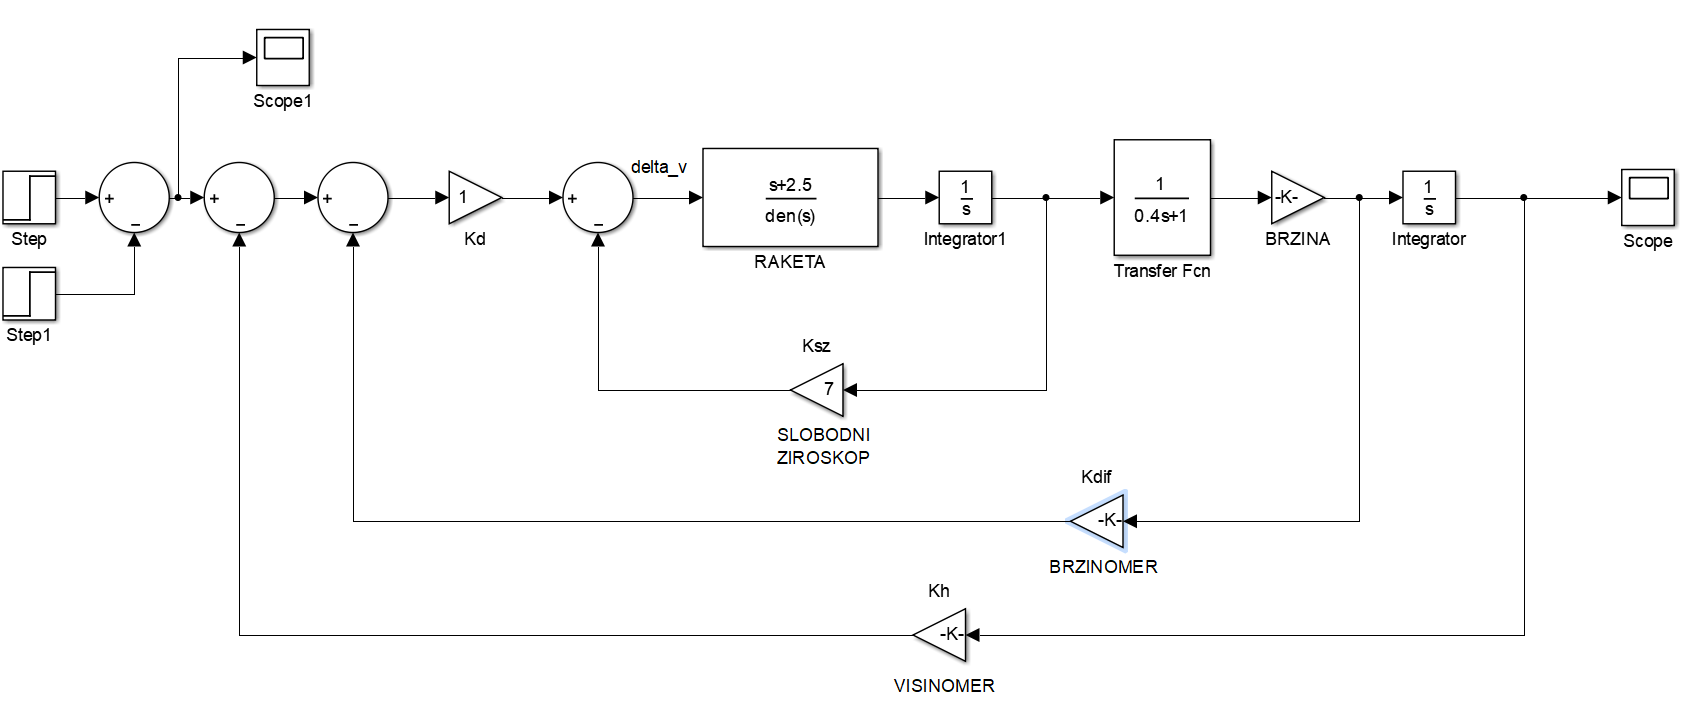 Scope1
Step
+
−
+
−
+
−
1
Kd
+
−
delta_v
s+2.5
den(s)
RAKETA
1
s
Integrator1
1
0.4s+1
Transfer Fcn
-K-
BRZINA
1
s
Integrator
Scope
Step1
Ksz
7
SLOBODNI
ZIROSKOP
Kdif
-K-
BRZINOMER
Kh
-K-
VISINOMER